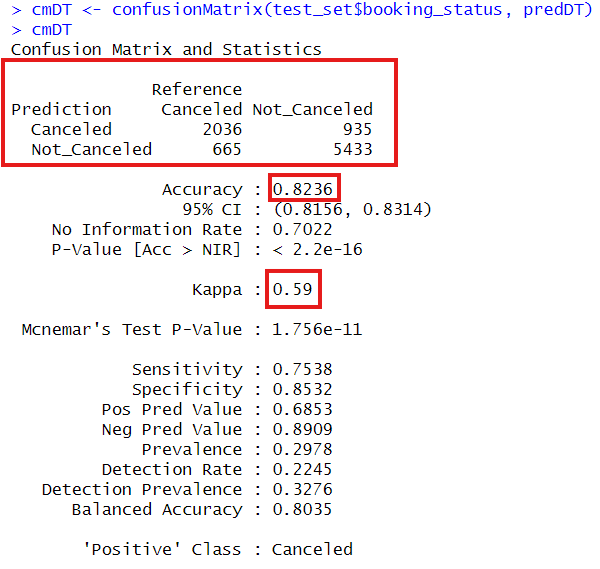 > cmDT <- confusionMatrix(test_set$booking_status, predDT)
> cmDT
Confusion Matrix and Statistics
Reference
Prediction Canceled Not_Canceled
Canceled 2036 935
Not_Canceled 665 5433
Accuracy : 0.8236
95% CI : (0.8156, 0.8314)
No Information Rate : 0.7022
P-Value [Acc > NIR] : < 2.2e-16
Kappa : 0.59
Mcnemar's Test P-Value : 1.756e-11
Sensitivity : 0.7538
Specificity : 0.8532
Pos Pred Value : 0.6853
Neg Pred Value : 0.8909
Prevalence : 0.2978
Detection Rate : 0.2245
Detection Prevalence : 0.3276
Balanced Accuracy : 0.8035
'Positive' Class : Canceled